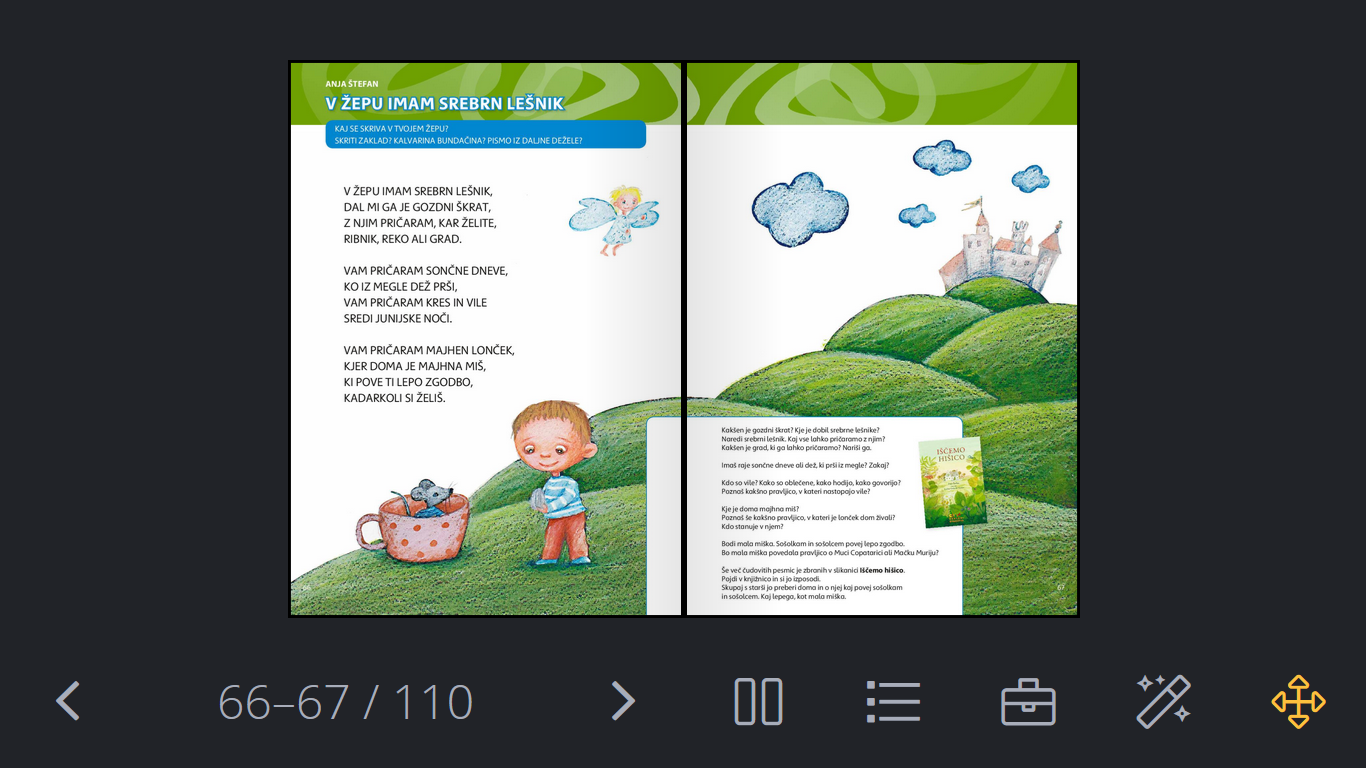 ANJA ŠTEFAN
V ŽEPU IMAM SREBRN LEŠNIK
KAJ SE SKRIVA V TVOJEM ŽEPU?
SKRITI ZAKLAD? KALVARINA BUNDAČINA? PISMO IZ DALJNE DEŽELE?
V ŽEPU IMAM SREBRN LEŠNIK,
DAL MI GA JE GOZDNI ŠKRAT,
Z NJIM PRIČARAM, KAR ŽELITE,
RIBNIK, REKO ALI GRAD.
VAM PRIČARAM SONČNE DNEVE,
KO IZ MEGLE DEŽ PRŠI,
VAM PRIČARAM KRES IN VILE
SREDI JUNIJSKE NOČI.
VAM PRIČARAM MAJHEN LONČEK,
KJER DOMA JE MAJHNA MIŠ,
KI POVE TI LEPO ZGODBO,
KADARKOLI SI ŽELIŠ.
Kakšen je gozdni škrat? Kje je dobil srebrne lešnike?
Naredi srebrni lešnik. Kaj vse lahko pričaramo z njim?
Kakšen je grad, ki ga lahko pričaramo? Nariši ga.
Imaš raje sončne dneve ali dež, ki prši iz megle? Zakaj?
Kdo so vile? Kako so oblečene, kako hodijo, kako govorijo?
Poznaš kakšno pravljico, v kateri nastopajo vile?
Kje je doma majhna miš?
Poznaš še kakšno pravljico, v kateri je lonček dom živali?
Kdo stanuje v njem?
Bodi mala miška. Sošolkam in sošolcem povej lepo zgodbo.
Bo mala miška povedala pravljico o Muci Copatarici ali Mačku Muriju?
Še več čudovitih pesmic je zbranih v slikanici Iščemo hišico.
Pojdi v knjižnico in si jo izposodi.
Skupaj s starši jo preberi doma in o njej kaj povej sošolkam
in sošolcem. Kaj lepega, kot mala miška.
IŠČEMO
HIŠICO
67
66–67 / 110